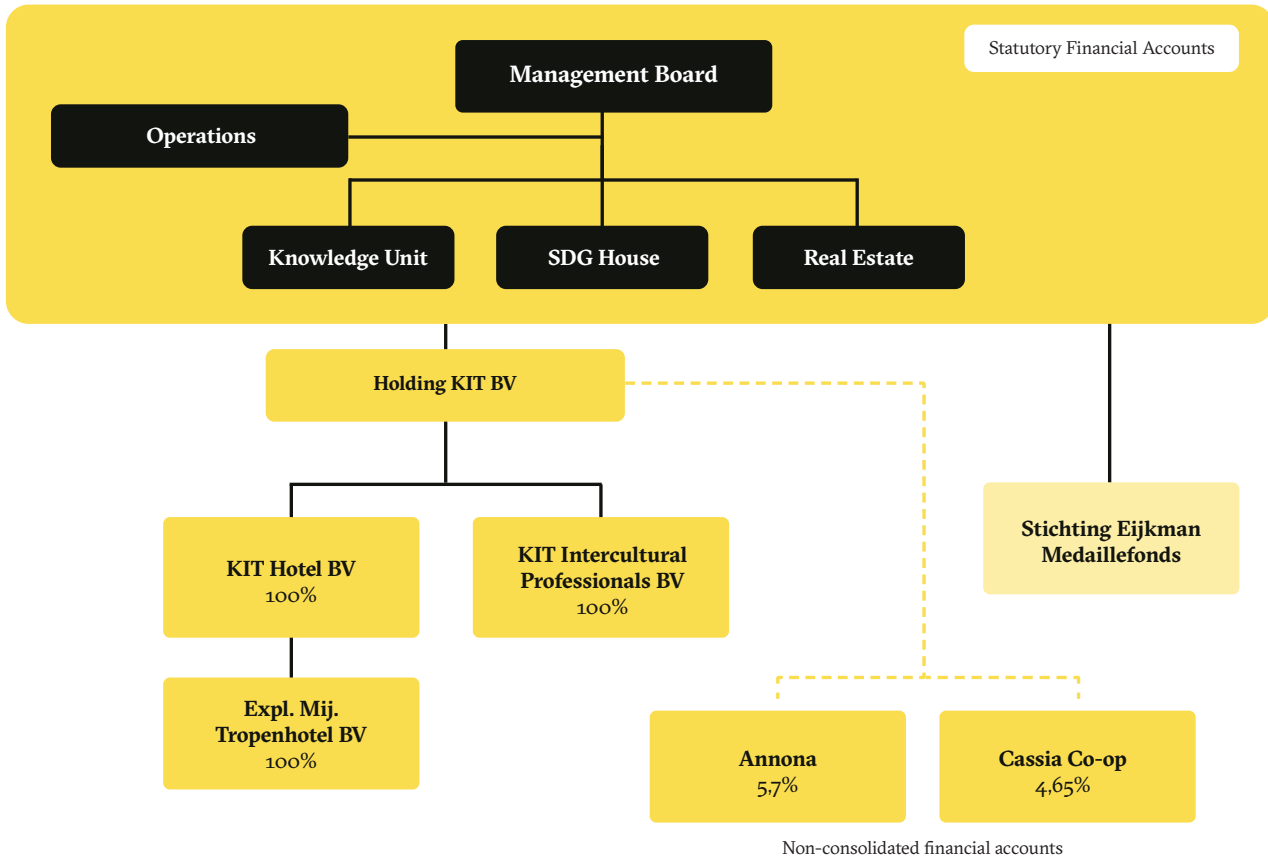 Statutory Financial Accounts
Management Board
Operations
Knowledge Unit
SDG House
Real Estate
Holding KIT BV
KIT Hotel BV
100%
KIT Intercultural
Professionals BV
100%
Stichting Eijkman
Medaillefonds
Expl. Mij.
Tropenhotel BV
100%
Annona
5,7%
Cassia Co-op
4,65%
Non-consolidated financial accounts